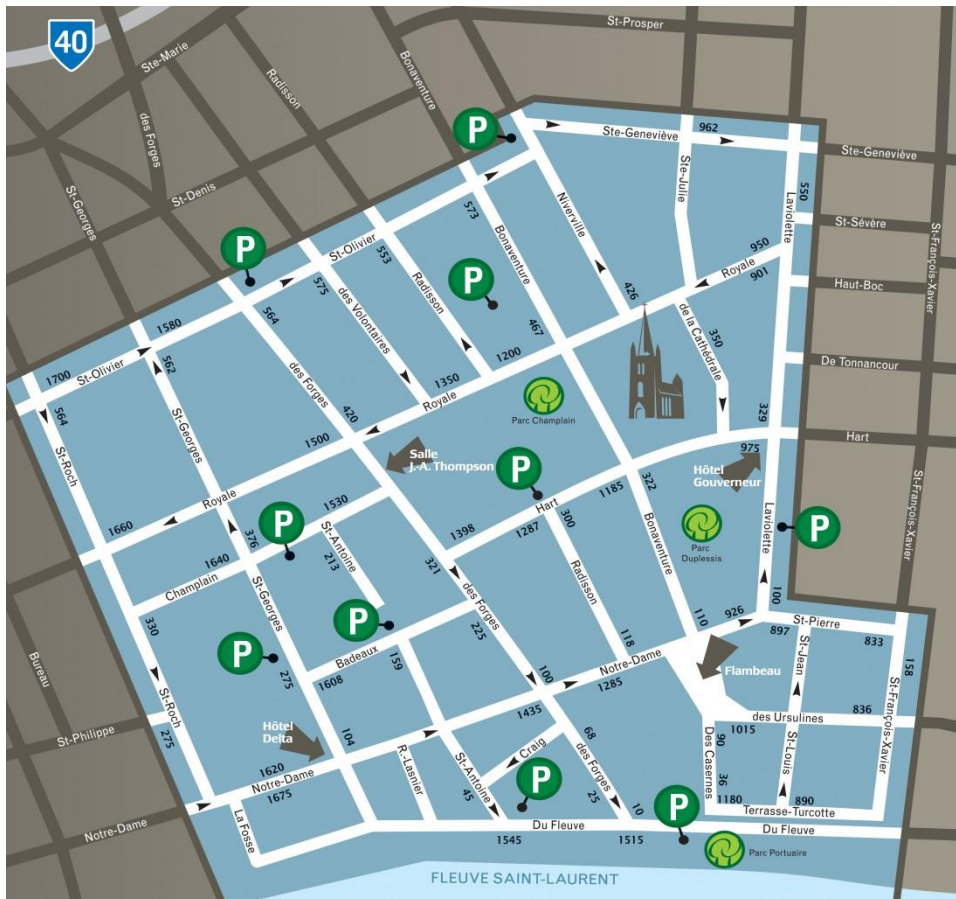 40
St-Prosper
Ste-Marie
Radisson
Bonaventure
des Forges
St-Denis
St-Georges
P
Ste-Geneviève
962
Ste-Geneviève
Ste-Julie
Laviolette
550
St-Sévère
St-François-Xavier
Niverville
573
Bonaventure
St-Olivier
553
P
575
P
Radisson
950
Royale
901
Haut-Boc
1580
564
des Volontaires
426
467
350
de la Cathédrale
De Tonnancour
562
1700
St-Olivier
564
1200
1350
Royale
Parc Champlain
329
Hart
des Forges
420
St-Georges
St-Roch
1500
Salle
J.-A. Thompson
P
975
Hôtel
Gouverneur
1185
322
Hart
1287
300
1398
Royale
1660
1530
P
376
St-Antoine
213
1640
Champlain
321
Bonaventure
Parc
Duplessis
Laviolette
P
St-François-Xavier
Radisson
des Forges
St-Georges
330
100
110
926
St-Pierre
897
833
P
P
225
118
Badeaux
159
1608
275
Notre-Dame
1285
100
St-Jean
158
Flambeau
Bureau
St-Roch
275
St-Philippe
Hôtel
Delta
104
1435
68
des Ursulines
836
1015
St-François-Xavier
90
Des Casernes
36
St-Louis
1620
Notre-Dame
1675
R.-Lasnier
St-Antoine
45
Craig
des Forges
25
10
P
P
1180
890
Terrasse-Turcotte
Notre-Dame
La Fosse
Du Fleuve
Du Fleuve
1545
1515
Parc Portuaire
FLEUVE SAINT-LAURENT